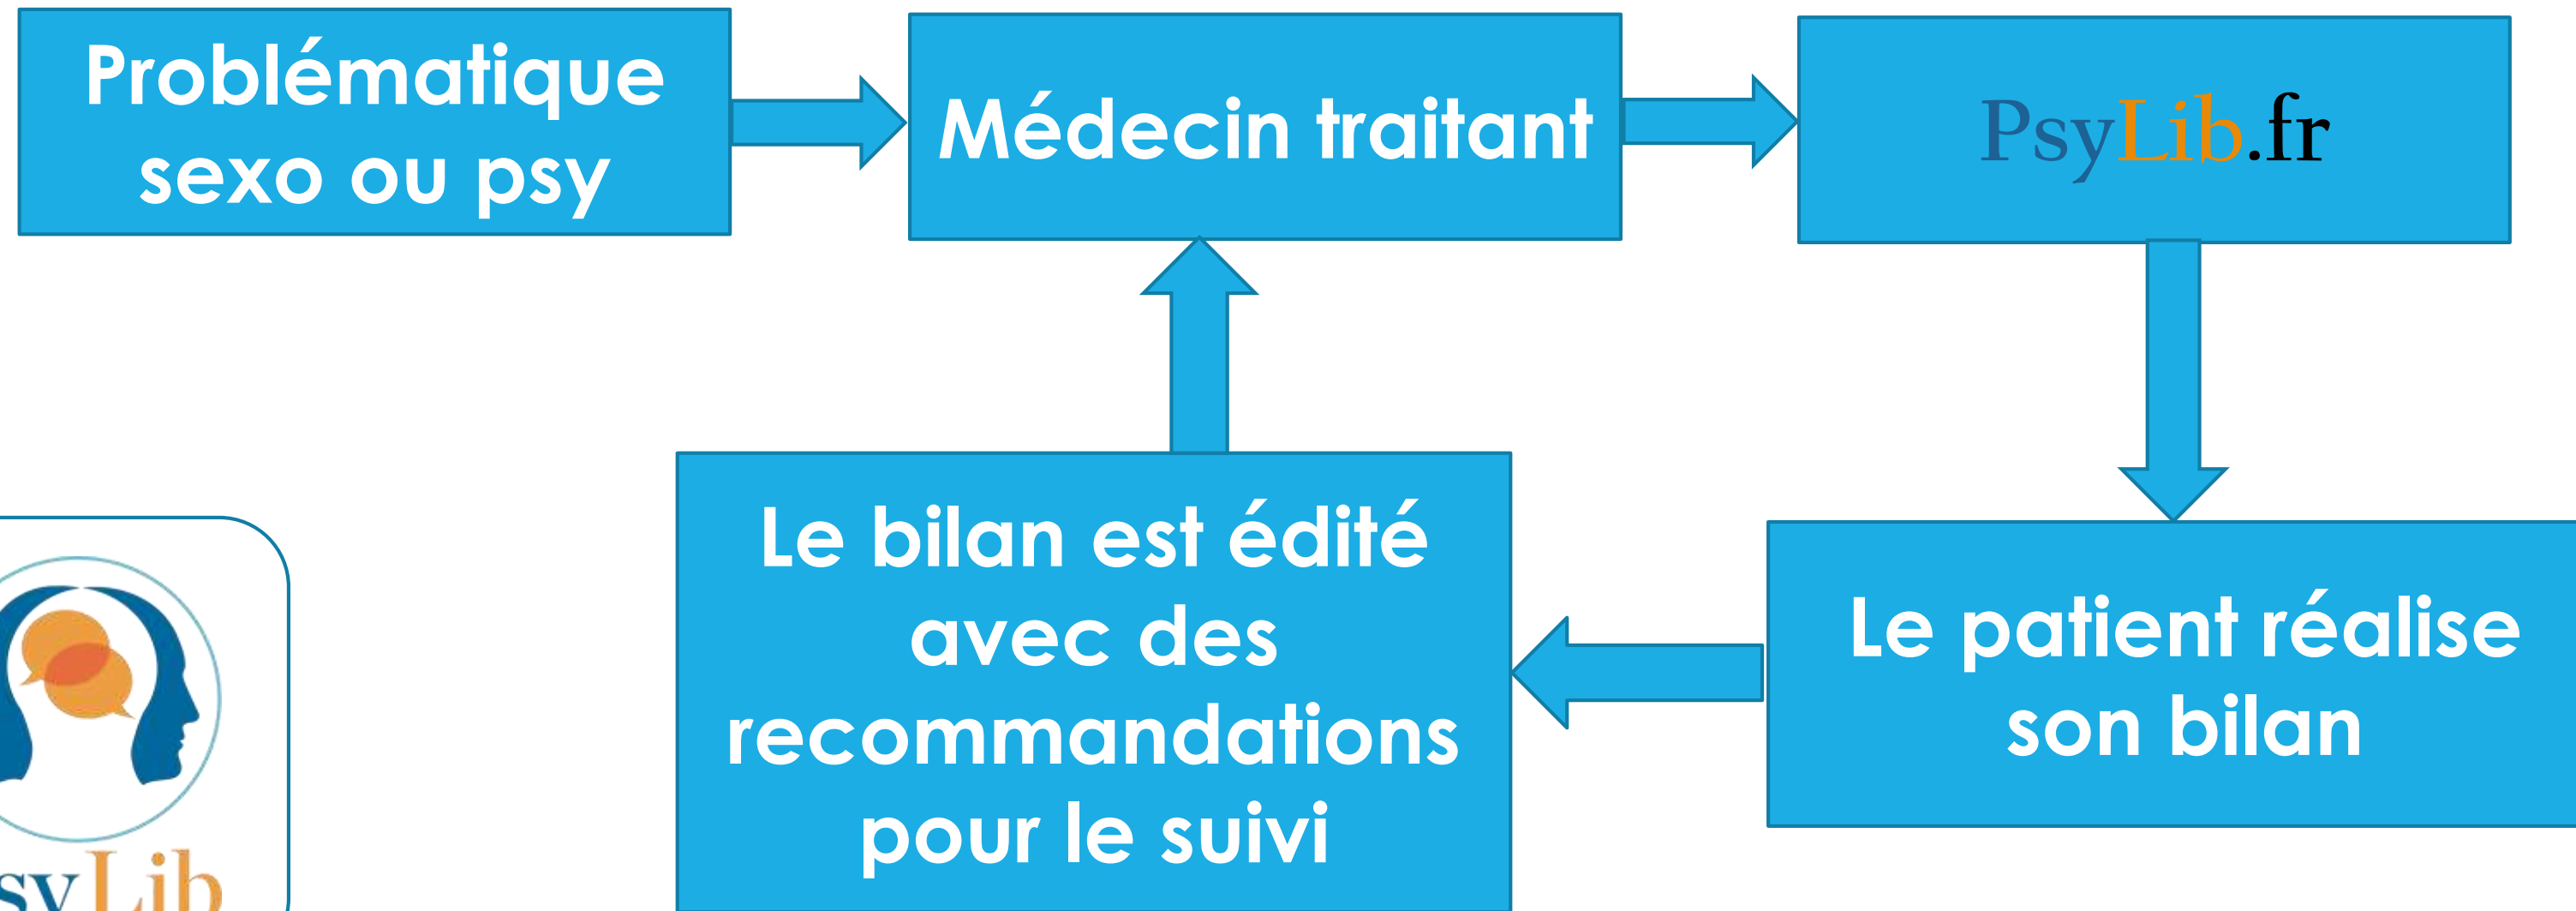 Problématique
sexo ou psy
Médecin traitant
PsyLib.fr
Le patient réalise
son bilan
Le bilan est édité
avec des
recommandations
pour le suivi
syLib